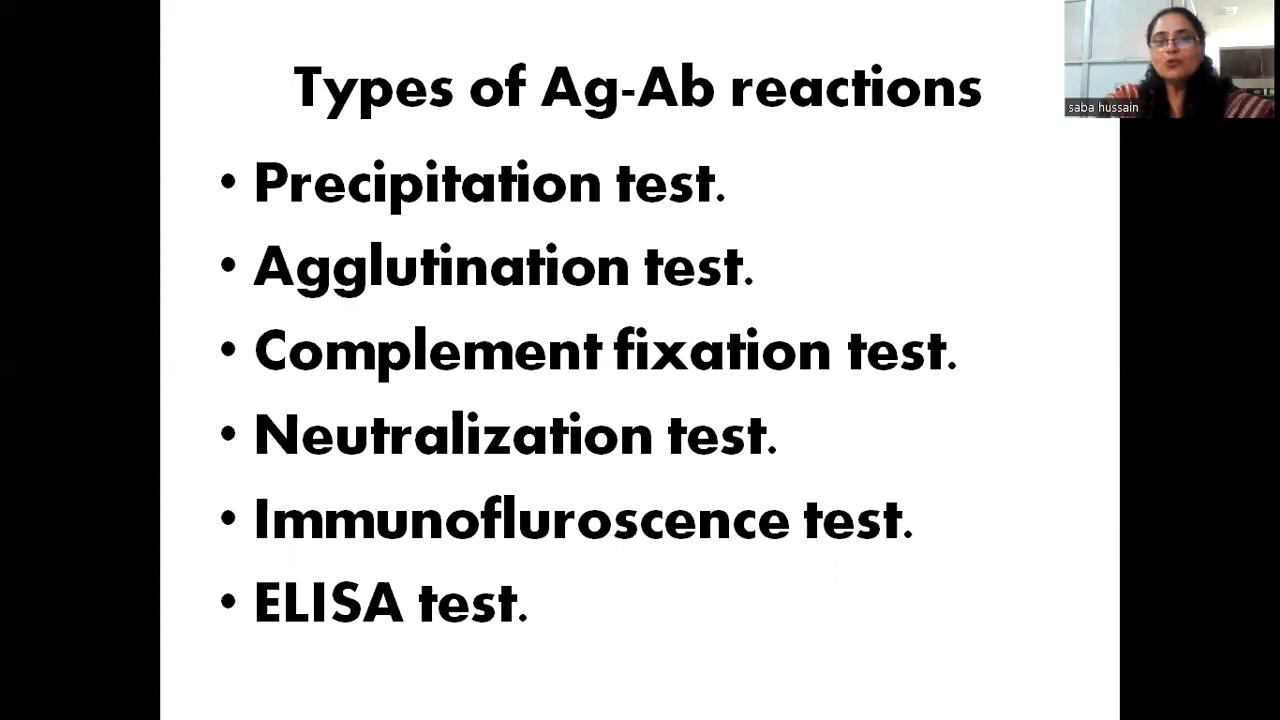 Types of Ag-Ab reactions
saba hussain
• Precipitation test.
• Agglutination test.
• Complement fixation test.
• Neutralization test.
• Immunofluroscence test.
• ELISA test.